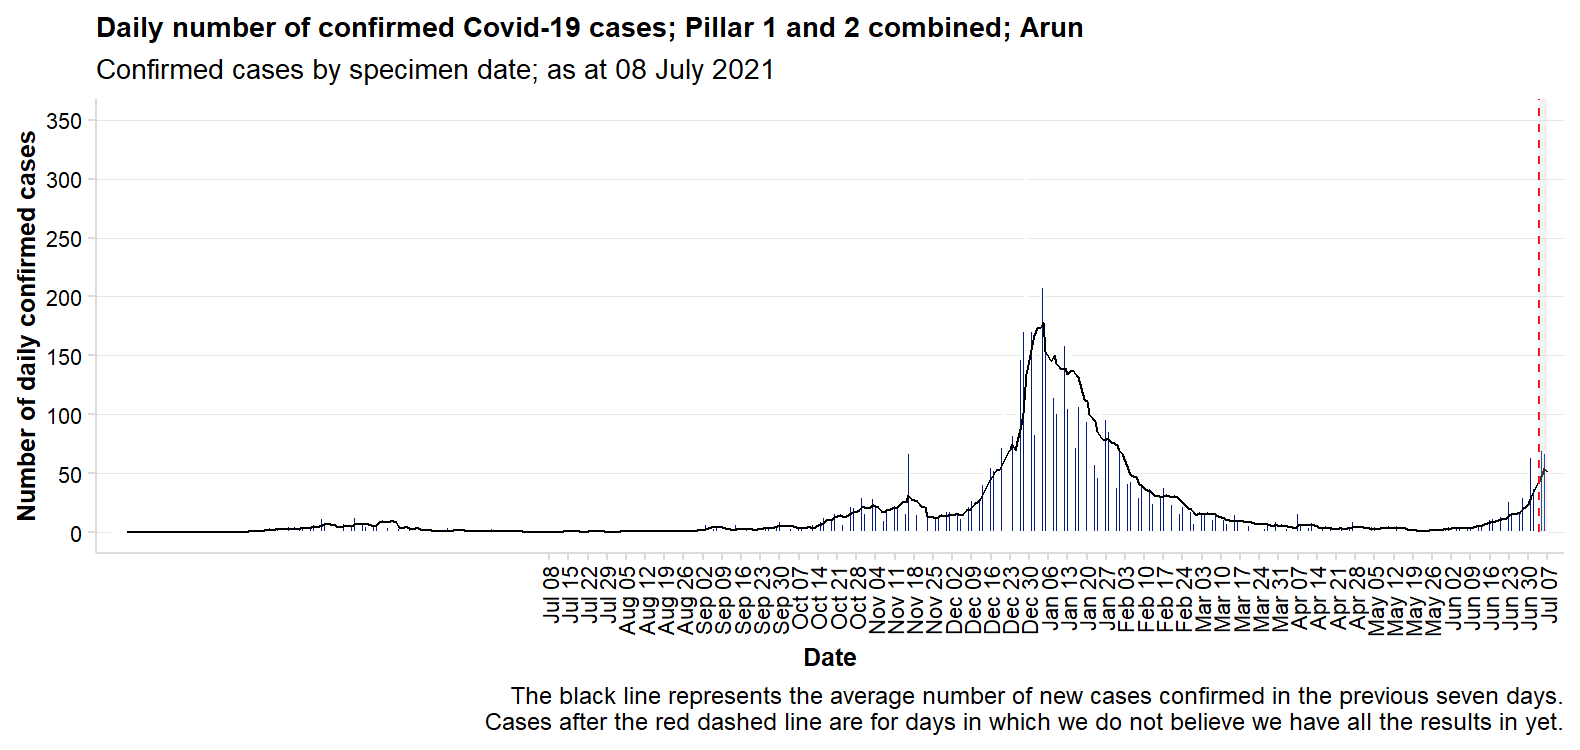 Daily number of confirmed Covid-19 cases; Pillar 1 and 2 combined; Arun
Confirmed cases by specimen date; as at 08 July 2021
Number of daily confirmed cases
350
300
250
200
150
100
50
0
Jul 08
Jul 15
Jul 22
Jul 29
Aug 05
Aug 12
Aug 19
Aug 26
Sep 02
Sep 09
Sep 16
Sep 23
Sep 30
Oct 07
Oct 14
Oct 21
Oct 28
Nov 04
Nov 11
Nov 18
Nov 25
Dec 02
Dec 09
Dec 16
Dec 23
Dec 30
Jan 06
Jan 13
Jan 20
Jan 27
Feb 03
Feb 10
Feb 17
Feb 24
Mar 03
Mar 10
Mar 17
Mar 24
Mar 31
Apr 07
Apr 14
Apr 21
Apr 28
May 05
May 12
May 19
May 26
Jun 02
Jun 09
Jun 16
Jun 23
Jun 30
Jul 07
Date
The black line represents the average number of new cases confirmed in the previous seven days.
Cases after the red dashed line are for days in which we do not believe we have all the results in yet.